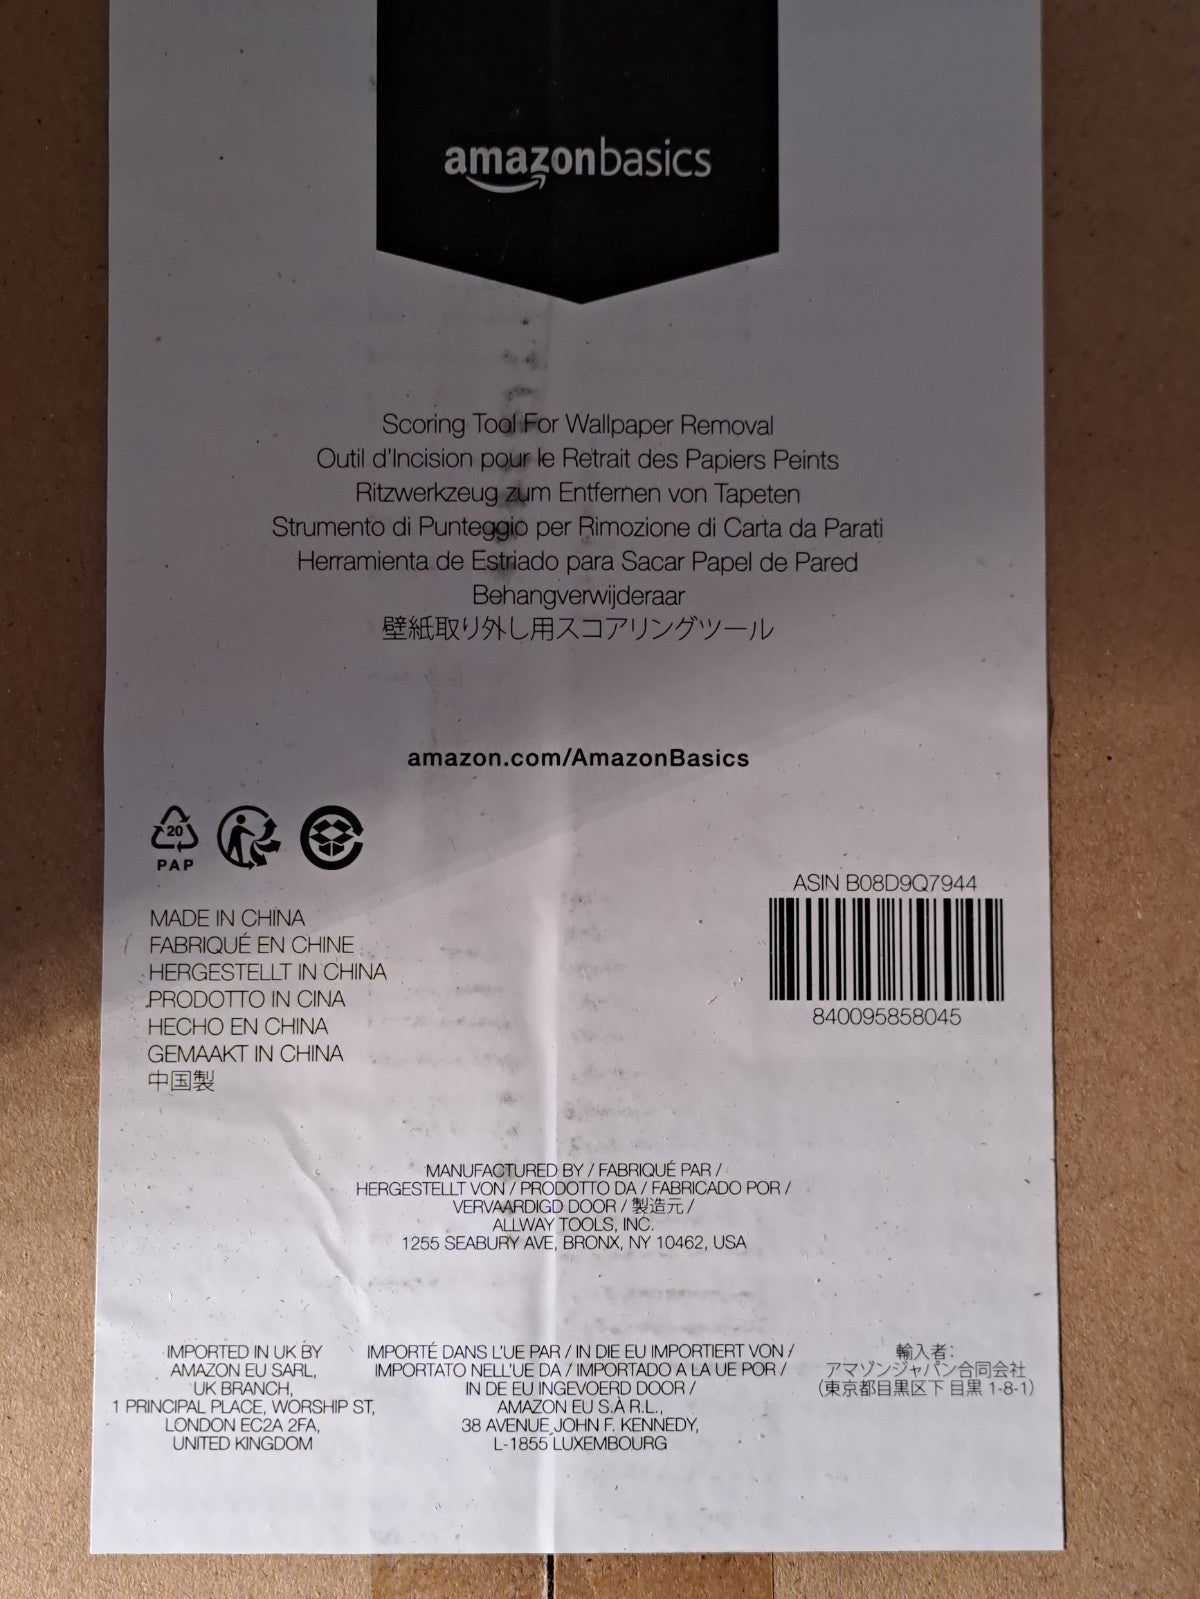 amazonbasics
Scoring Tool For Wallpaper Removal
Outil d'Incision pour le Retrait des Papiers Peints
Ritzwerkzeug zum Entfernen von Tapeten
Strumento di Punteggio per Rimozione di Carta da Parati
Herramienta de Estriado para Sacar Papel de Pared
Behangverwijderaar
壁紙取り外し用スコアリングツール
amazon.com/AmazonBasics
20
PAP
ASIN B08D9Q7944
840095858045
MADE IN CHINA
FABRIQUÉ EN CHINE
HERGESTELLT IN CHINA
PRODOTTO IN CINA
HECHO EN CHINA
GEMAAKT IN CHINA
中国製
MANUFACTURED BY / FABRIQUÉ PAR /
HERGESTELLT VON / PRODOTTO DA / FABRICADO POR /
VERVAARDIGD DOOR / 製造元 /
ALLWAY TOOLS, INC.
1255 SEABURY AVE, BRONX, NY 10462, USA
IMPORTED IN UK BY
AMAZON EU SARL,
UK BRANCH,
1 PRINCIPAL PLACE, WORSHIP ST,
LONDON EC2A 2FA,
UNITED KINGDOM
IMPORTÉ DANS L'UE PAR / IN DIE EU IMPORTIERT VON /
IMPORTATO NELL'UE DA / IMPORTADO A LA UE POR /
IN DE EU INGEVOERD DOOR /
AMAZON EU S.À R.L.,
38 AVENUE JOHN F. KENNEDY,
L-1855 LUXEMBOURG
輸入者：
アマゾンジャパン合同会社
（東京都目黒区下 目黒 1-8-1）